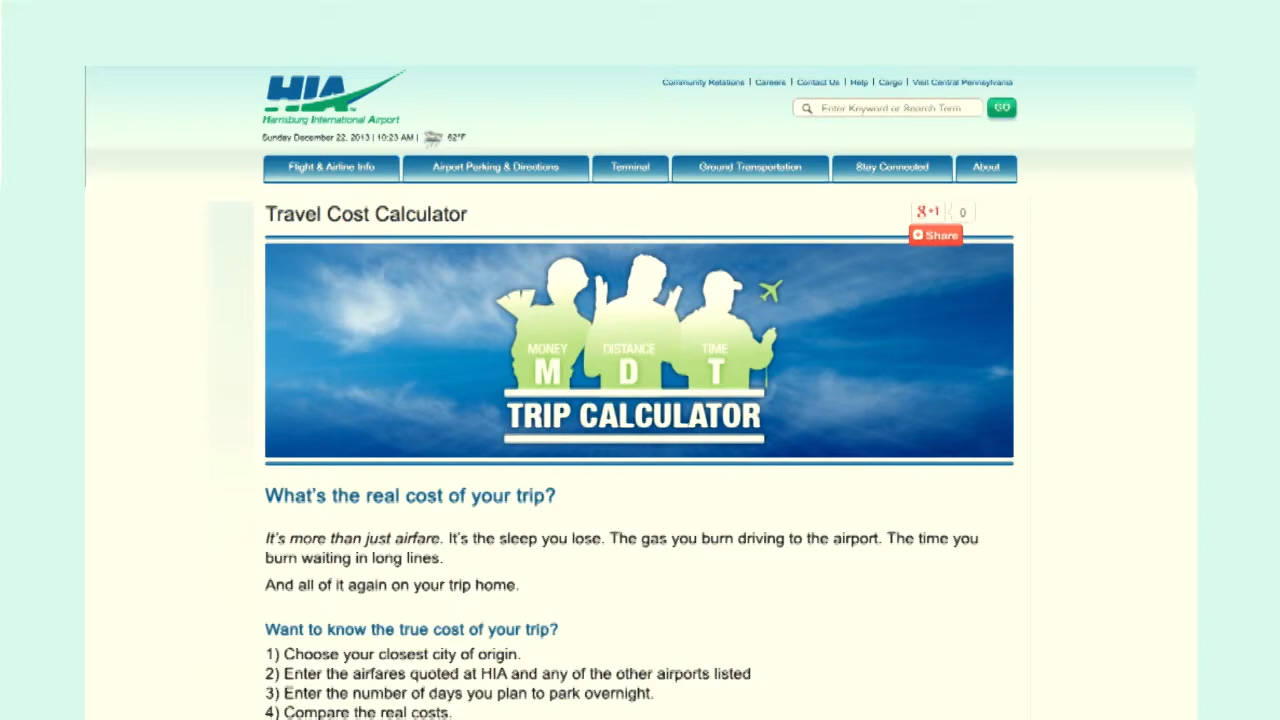 HIA
Harrisburg International Airport
Community Relations | Careers | Contact Us | Help | Cargo | Visit Central Pennsylvania
Enter Keyword or Search Term
GO
Sunday December 22, 2013 | 10:23 AM | 62°F
Flight & Airline Info
Airport Parking & Directions
Terminal
Ground Transportation
Stay Connected
About
Travel Cost Calculator
g+1
0
Share
MONEY DISTANCE TIME
M D T
TRIP CALCULATOR
What's the real cost of your trip?
It's more than just airfare. It's the sleep you lose. The gas you burn driving to the airport. The time you
burn waiting in long lines.
And all of it again on your trip home.
Want to know the true cost of your trip?
1) Choose your closest city of origin.
2) Enter the airfares quoted at HIA and any of the other airports listed
3) Enter the number of days you plan to park overnight.
4) Compare the real costs.